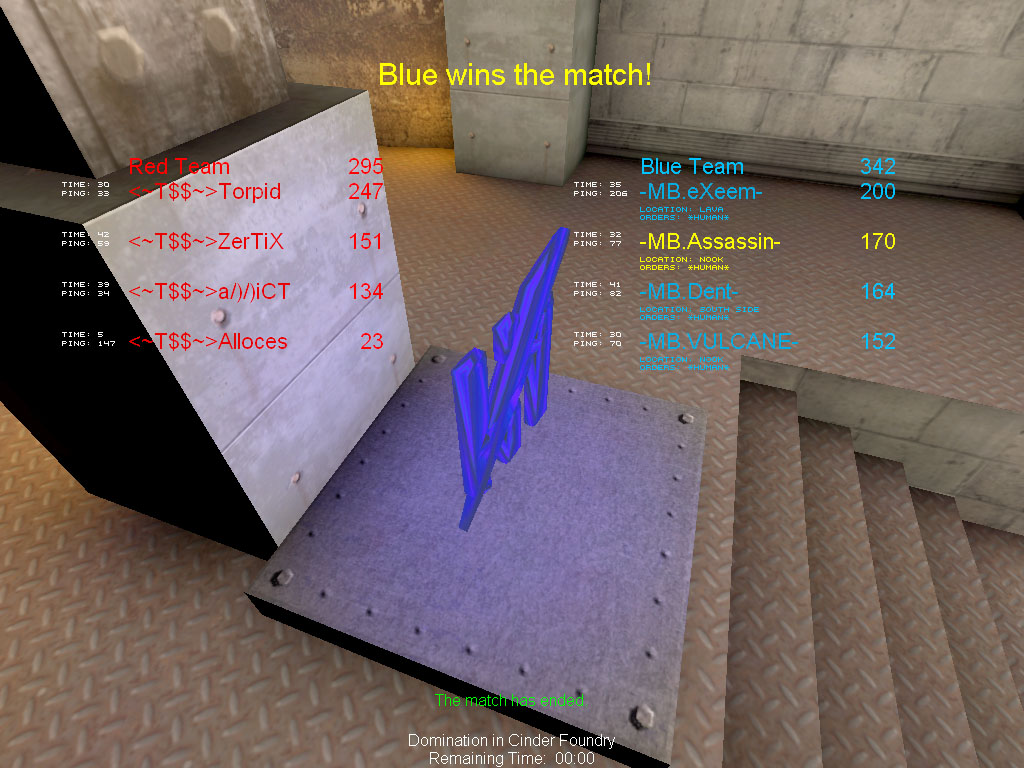 Blue wins the match!
Red Team 295
TIME: 30
PING: 33
<~T$$~>Torpid 247
TIME: 42
PING: 59
<~T$$~>ZerTiX 151
TIME: 39
PING: 34
<~T$$~>a/)/)iCT 134
TIME: 5
PING: 147
<~T$$~>Alloces 23
Blue Team 342
TIME: 35
PING: 206
-MB.eXeem- 200
LOCATION: LAVA
ORDERS: *HUMAN*
TIME: 32
PING: 77
-MB.Assassin- 170
LOCATION: NOOK
ORDERS: *HUMAN*
TIME: 41
PING: 82
-MB.Dent- 164
LOCATION: SOUTH SIDE
ORDERS: *HUMAN*
TIME: 30
PING: 70
-MB.VULCANE- 152
LOCATION: NOOK
ORDERS: *HUMAN*
The match has ended.
Domination in Cinder Foundry
Remaining Time: 00:00